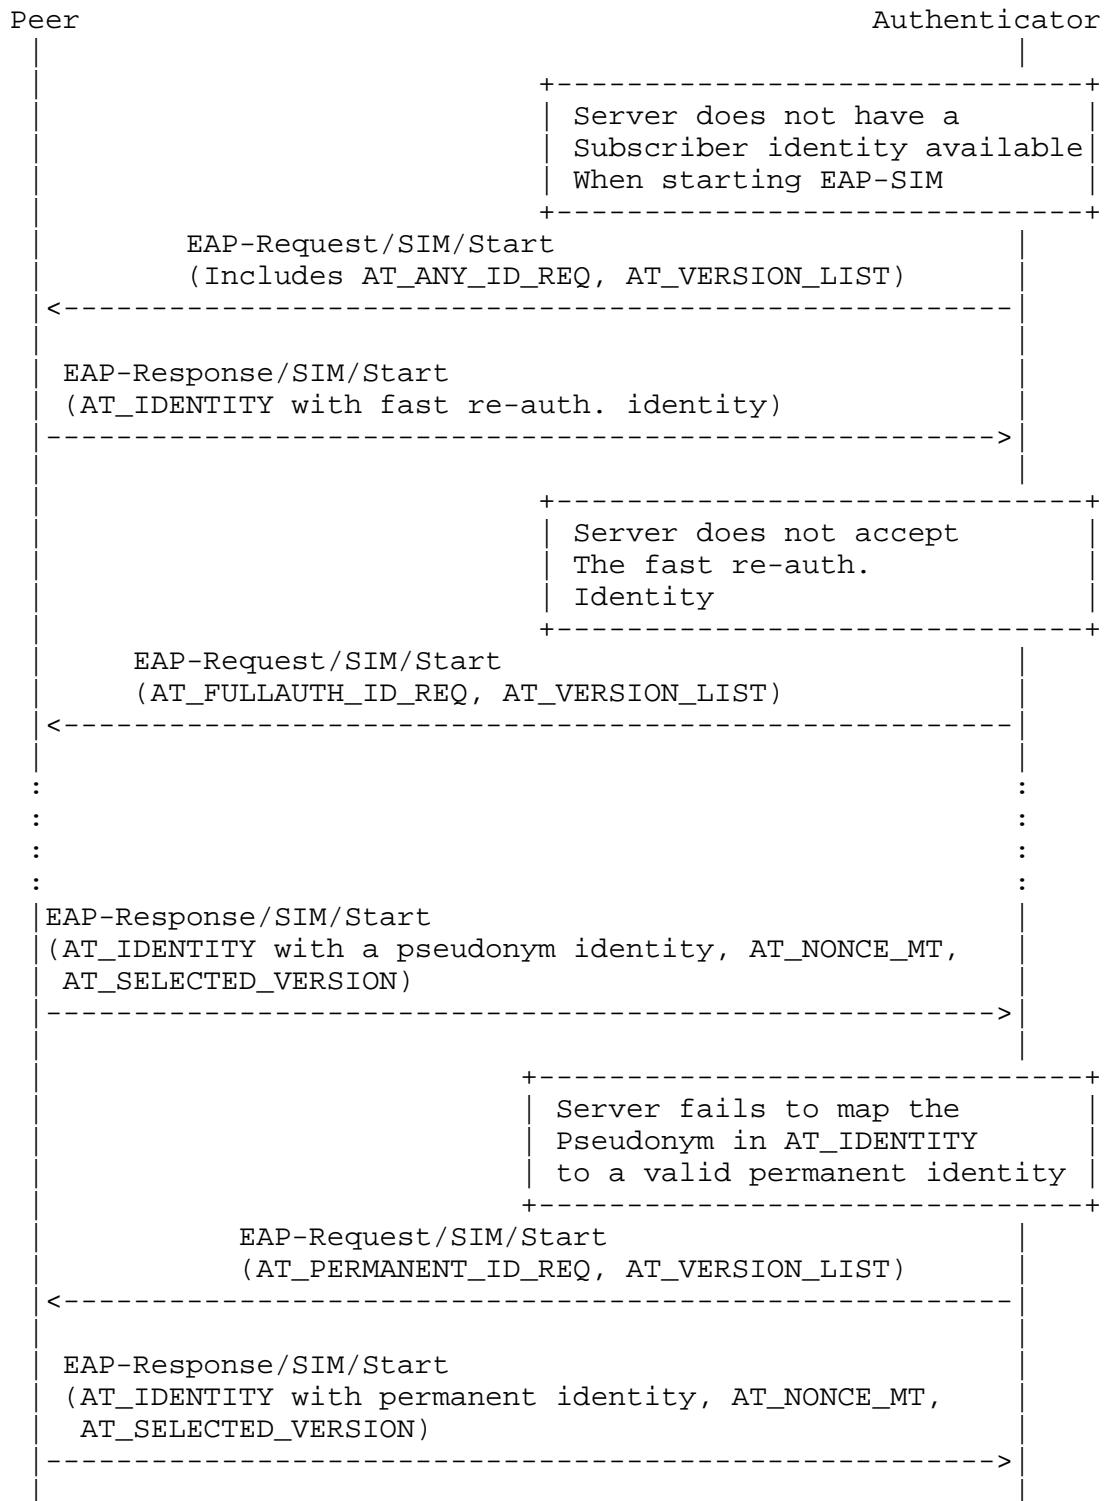 Peer Authenticator
Server does not have a
Subscriber identity available
When starting EAP-SIM
EAP-Request/SIM/Start
(Includes AT_ANY_ID_REQ, AT_VERSION_LIST)
EAP-Response/SIM/Start
(AT_IDENTITY with fast re-auth. identity)
Server does not accept
The fast re-auth.
Identity
EAP-Request/SIM/Start
(AT_FULLAUTH_ID_REQ, AT_VERSION_LIST)
EAP-Response/SIM/Start
(AT_IDENTITY with a pseudonym identity, AT_NONCE_MT,
AT_SELECTED_VERSION)
Server fails to map the
Pseudonym in AT_IDENTITY
to a valid permanent identity
EAP-Request/SIM/Start
(AT_PERMANENT_ID_REQ, AT_VERSION_LIST)
EAP-Response/SIM/Start
(AT_IDENTITY with permanent identity, AT_NONCE_MT,
AT_SELECTED_VERSION)